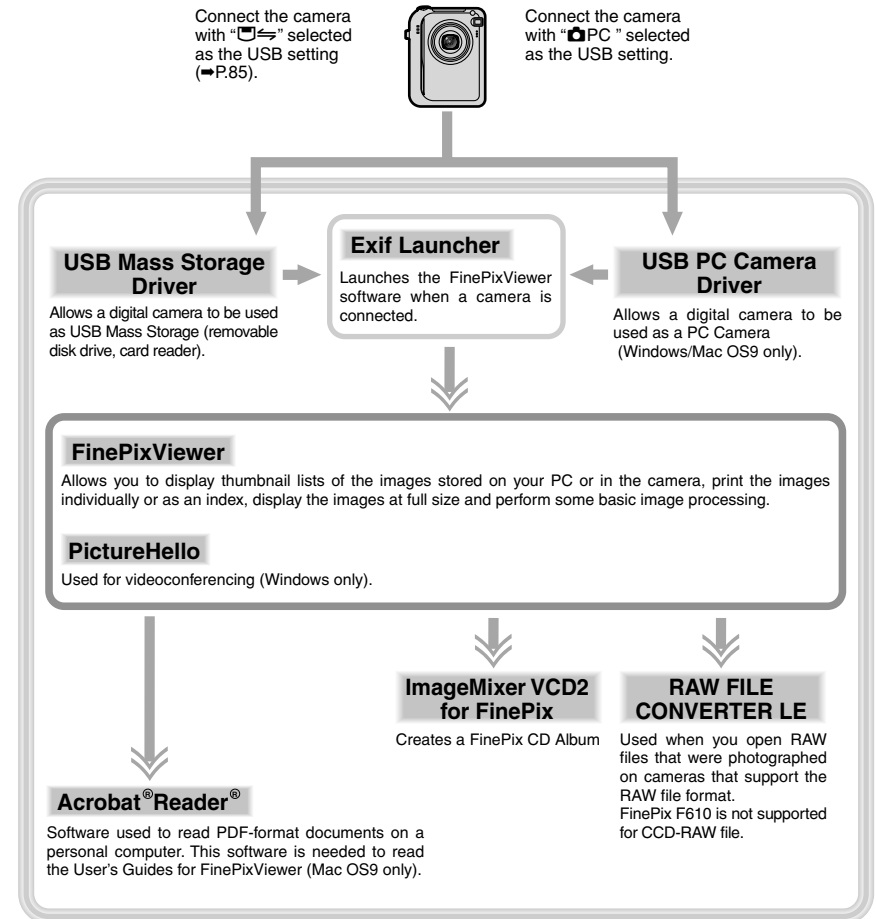 Connect the camera
with “ ” selected
as the USB setting
(➡P.85).
Connect the camera
with “ PC ” selected
as the USB setting.
USB Mass Storage
Driver
Allows a digital camera to be used
as USB Mass Storage (removable
disk drive, card reader).
Exif Launcher
Launches the FinePixViewer
software when a camera is
connected.
USB PC Camera
Driver
Allows a digital camera to be
used as a PC Camera
(Windows/Mac OS9 only).
FinePixViewer
Allows you to display thumbnail lists of the images stored on your PC or in the camera, print the images
individually or as an index, display the images at full size and perform some basic image processing.
PictureHello
Used for videoconferencing (Windows only).
ImageMixer VCD2
for FinePix
Creates a FinePix CD Album
RAW FILE
CONVERTER LE
Used when you open RAW
files that were photographed
on cameras that support the
RAW file format.
FinePix F610 is not supported
for CCD-RAW file.
Acrobat®Reader®
Software used to read PDF-format documents on a
personal computer. This software is needed to read
the User’s Guides for FinePixViewer (Mac OS9 only).